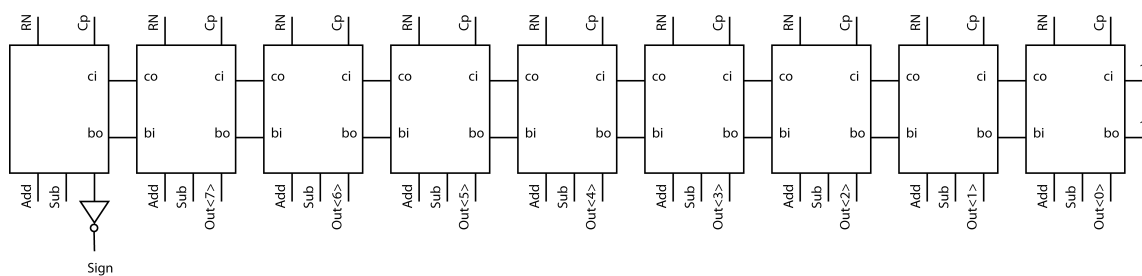 RN Cp RN Cp RN Cp RN Cp RN Cp RN Cp RN Cp RN Cp RN Cp
ci co ci co ci co ci co ci co ci co ci co ci co ci
bo bi bo bi bo bi bo bi bo bi bo bi bo bi bo bi bo
Add Sub Add Sub Out<7> Add Sub Out<6> Add Sub Out<5> Add Sub Out<4> Add Sub Out<3> Add Sub Out<2> Add Sub Out<1> Add Sub Out<0>
Sign